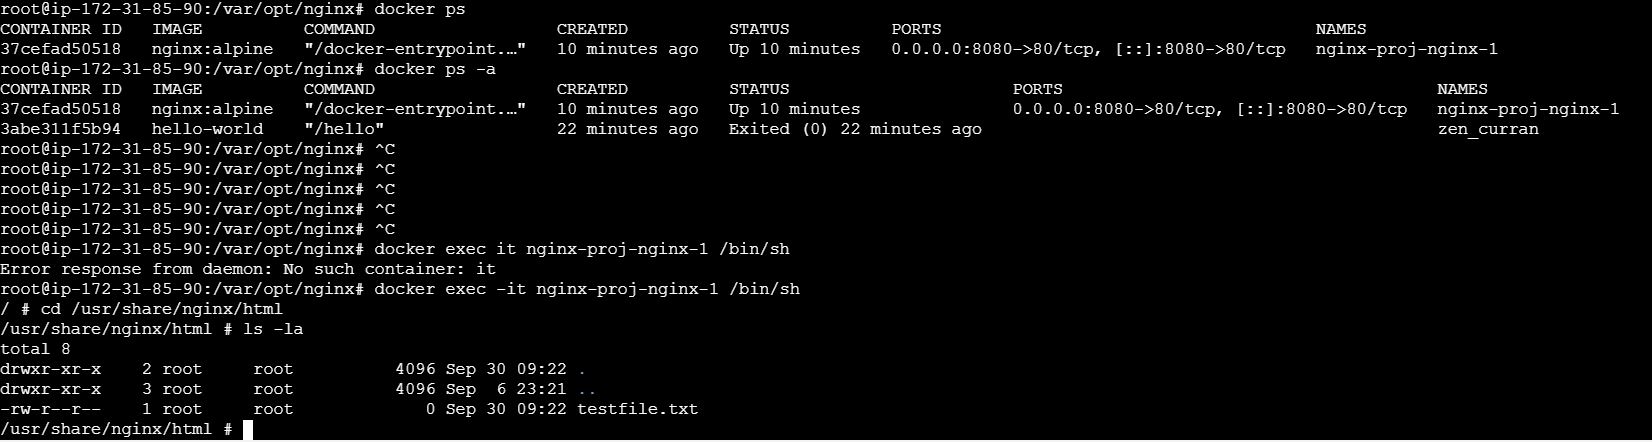 root@ip-172-31-85-90:/var/opt/nginx# docker ps
CONTAINER ID   IMAGE          COMMAND                  CREATED          STATUS          PORTS                                     NAMES
37cefad50518   nginx:alpine   "/docker-entrypoint.…"   10 minutes ago   Up 10 minutes   0.0.0.0:8080->80/tcp, [::]:8080->80/tcp   nginx-proj-nginx-1
root@ip-172-31-85-90:/var/opt/nginx# docker ps -a
CONTAINER ID   IMAGE          COMMAND                  CREATED          STATUS                      PORTS                                     NAMES
37cefad50518   nginx:alpine   "/docker-entrypoint.…"   10 minutes ago   Up 10 minutes               0.0.0.0:8080->80/tcp, [::]:8080->80/tcp   nginx-proj-nginx-1
3abe311f5b94   hello-world    "/hello"                 22 minutes ago   Exited (0) 22 minutes ago                                             zen_curran
root@ip-172-31-85-90:/var/opt/nginx# ^C
root@ip-172-31-85-90:/var/opt/nginx# ^C
root@ip-172-31-85-90:/var/opt/nginx# ^C
root@ip-172-31-85-90:/var/opt/nginx# ^C
root@ip-172-31-85-90:/var/opt/nginx# ^C
root@ip-172-31-85-90:/var/opt/nginx# docker exec it nginx-proj-nginx-1 /bin/sh
Error response from daemon: No such container: it
root@ip-172-31-85-90:/var/opt/nginx# docker exec -it nginx-proj-nginx-1 /bin/sh
/ # cd /usr/share/nginx/html
/usr/share/nginx/html # ls -la
total 8
drwxr-xr-x    2 root     root          4096 Sep 30 09:22 .
drwxr-xr-x    3 root     root          4096 Sep  6 23:21 ..
-rw-r--r--    1 root     root             0 Sep 30 09:22 testfile.txt
/usr/share/nginx/html #